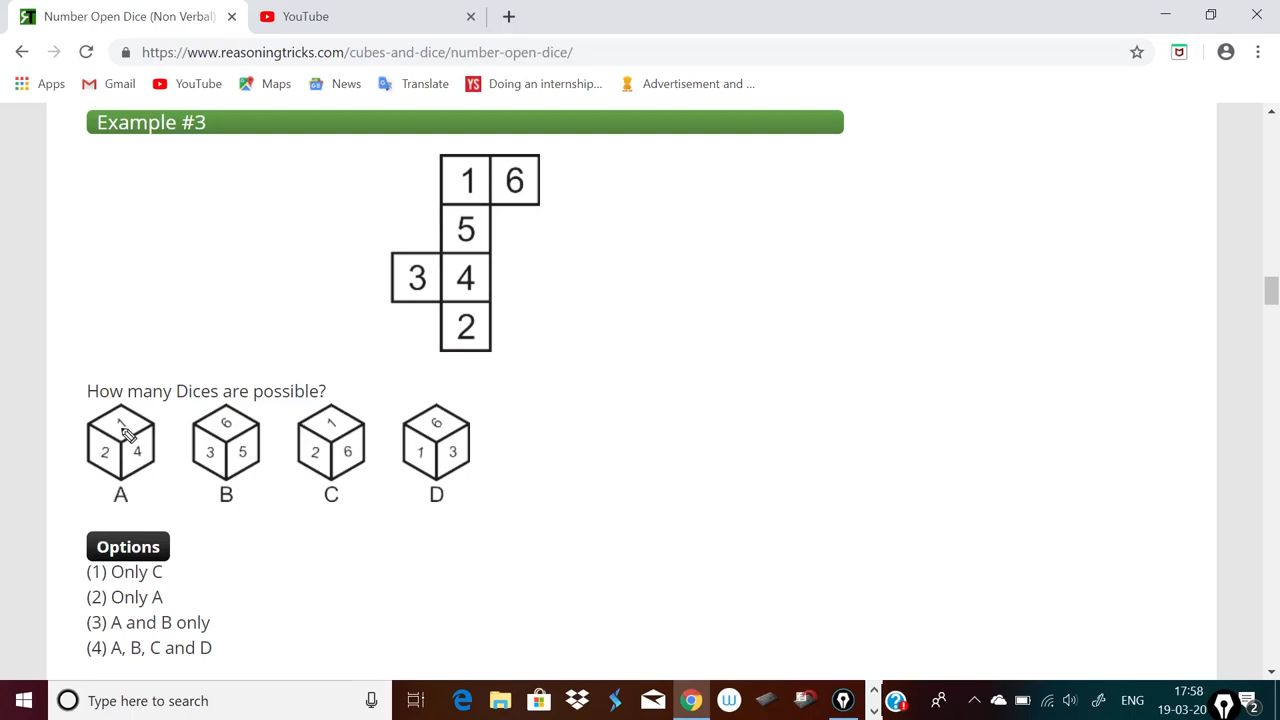 Number Open Dice (Non Verbal)
YouTube
https://www.reasoningtricks.com/cubes-and-dice/number-open-dice/
Apps Gmail YouTube Maps News Translate YS Doing an internship... Advertisement and ...
Example #3
1 6
5
3 4
2
How many Dices are possible?
1 6 1 6
2 4 3 5 2 6 1 3
A B C D
Options
(1) Only C
(2) Only A
(3) A and B only
(4) A, B, C and D
Type here to search
ENG
17:58
19-03-20
2